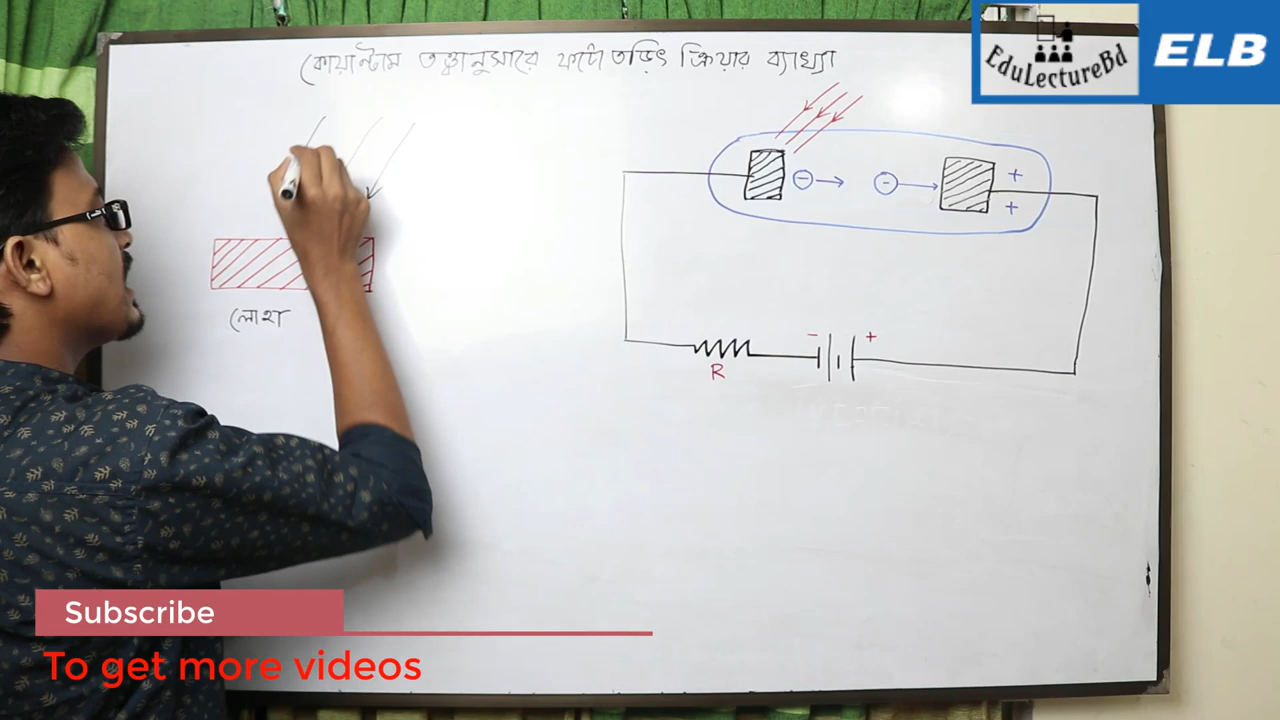 কোয়ান্টাম তত্ত্বানুসারে ফটো তড়িৎ ক্রিয়ার ব্যাখ্যা
EduLectureBd
ELB
লোহা
+
+
-
-
R
-
+
Subscribe
To get more videos